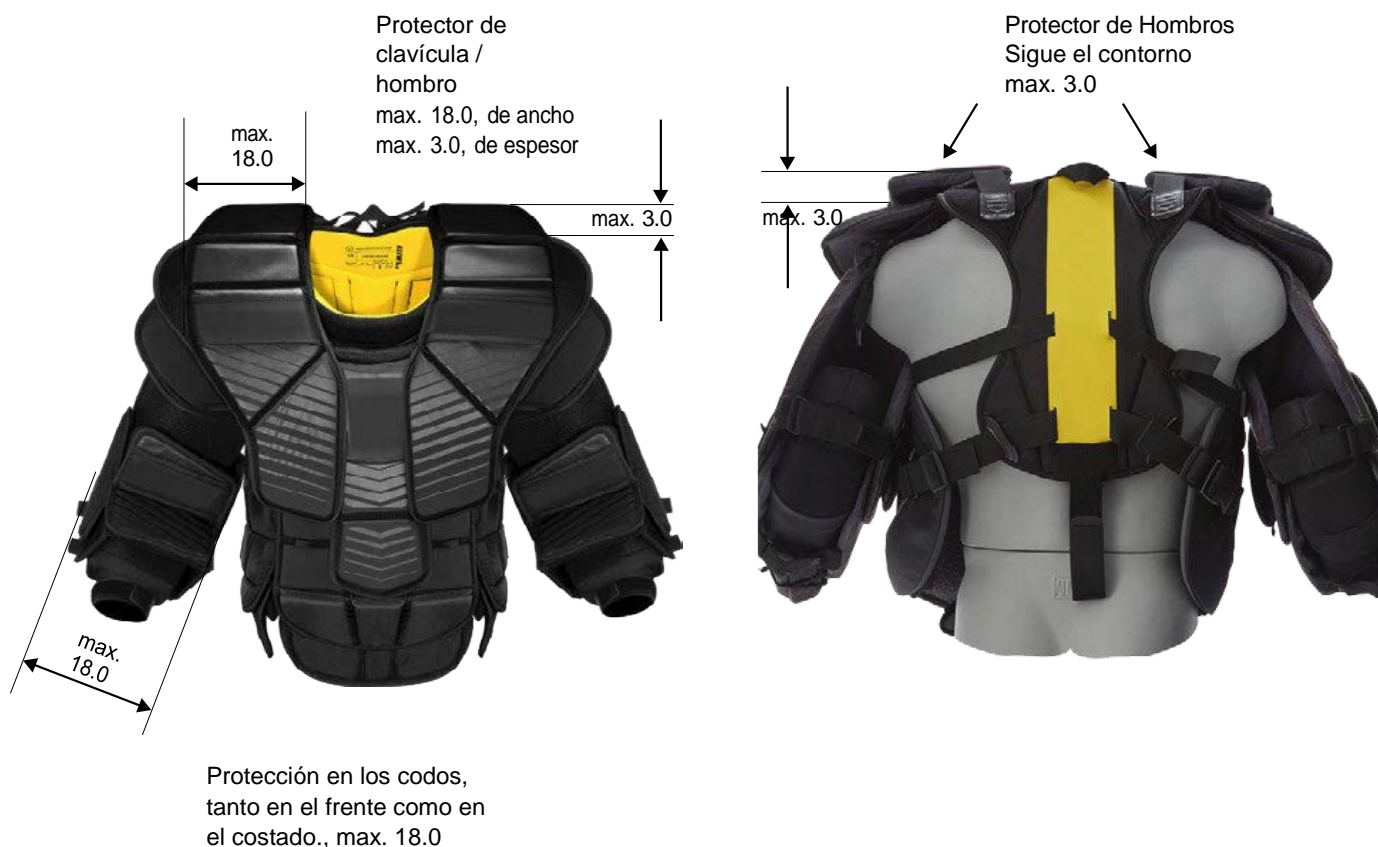 Protector de
clavícula /
hombro
max. 18.0, de ancho
max. 3.0, de espesor
Protector de Hombros
Sigue el contorno
max. 3.0
max.
18.0
max. 3.0
max. 3.0
max.
18.0
Protección en los codos,
tanto en el frente como en
el costado., max. 18.0